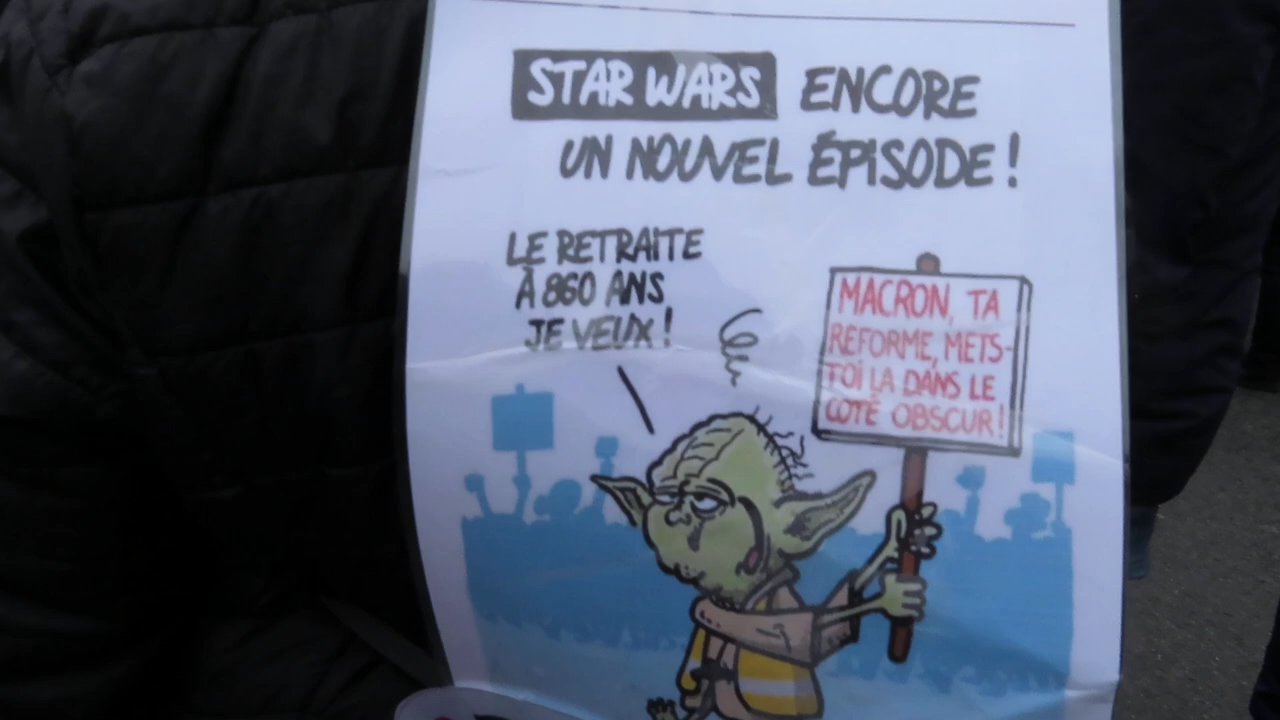 STAR WARS ENCORE
UN NOUVEL ÉPISODE !
LE RETRAITE
À 860 ANS
JE VEUX !
MACRON, TA
RÉFORME, METS-
TOI LA DANS LE
COTÉ OBSCUR !